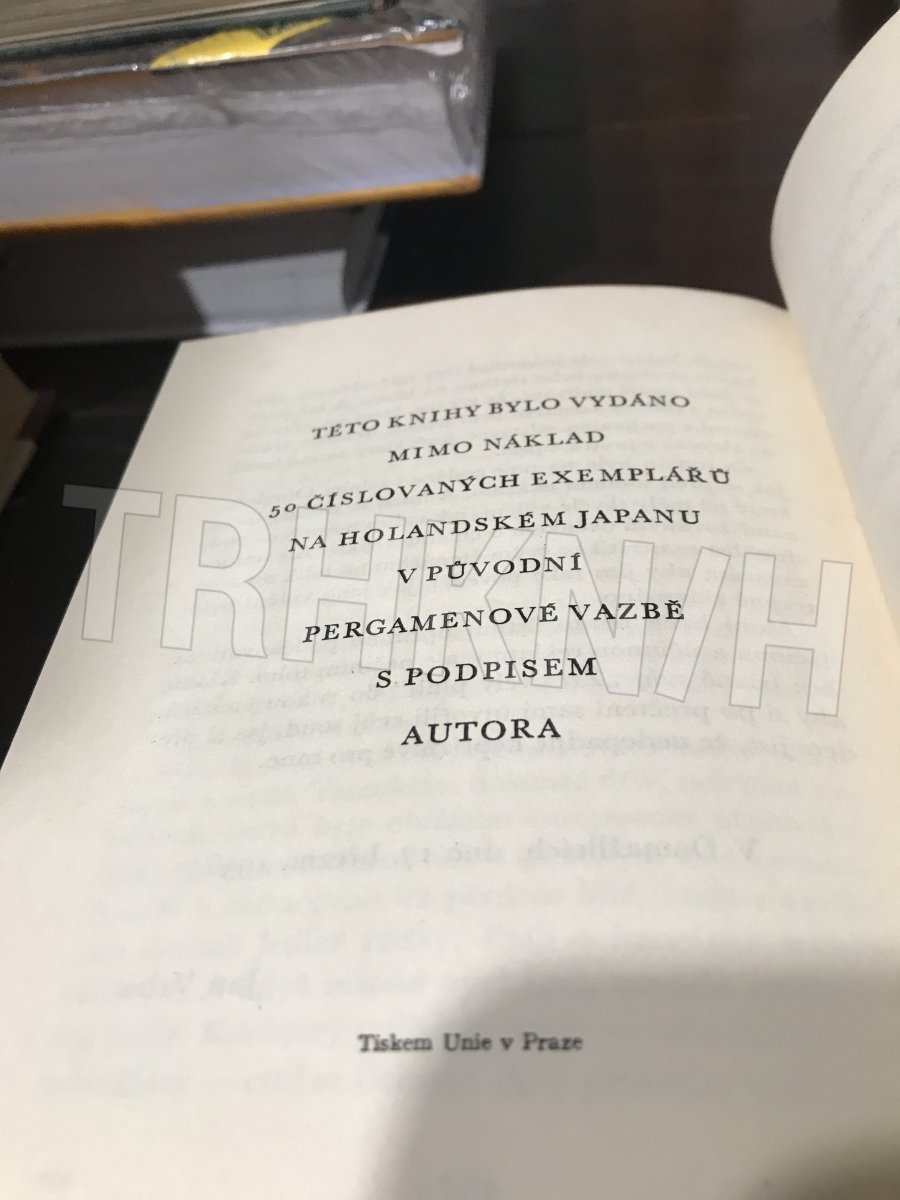 TÉTO KNIHY BYLO VYDÁNO
MIMO NÁKLAD
50 ČÍSLOVANÝCH EXEMPLÁŘŮ
NA HOLANDSKÉM JAPANU
V PŮVODNÍ
PERGAMENOVÉ VAZBĚ
S PODPISEM
AUTORA
Tiskem Unie v Praze
TRHKNIH